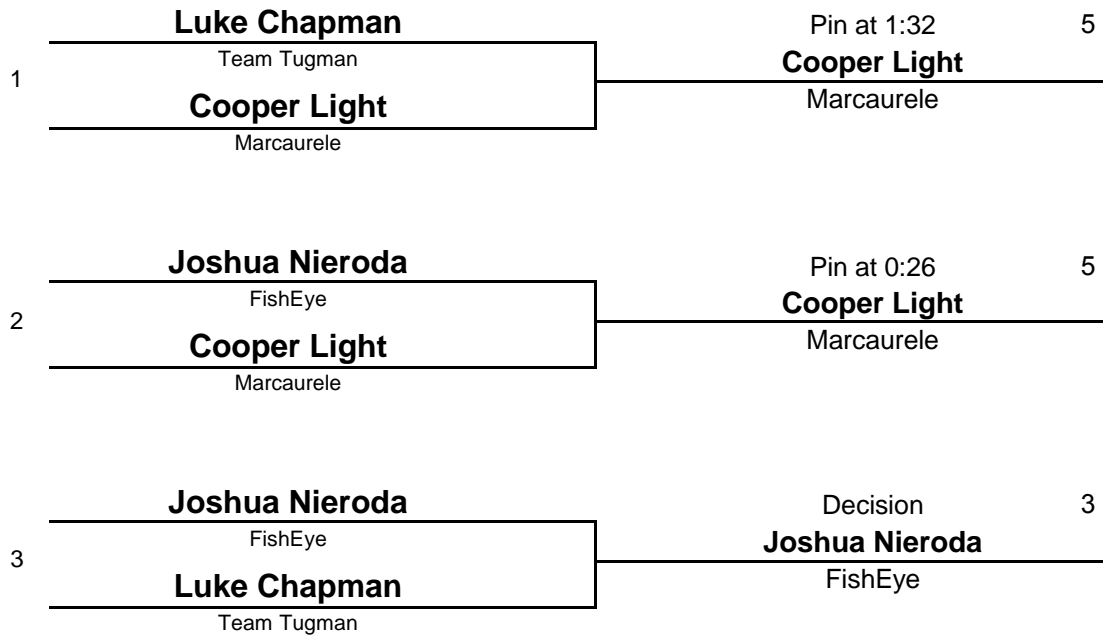 Luke Chapman
Team Tugman
1
Cooper Light
Marcaurele
Pin at 1:32 5
Cooper Light
Marcaurele
Joshua Nieroda
FishEye
2
Cooper Light
Marcaurele
Pin at 0:26 5
Cooper Light
Marcaurele
Joshua Nieroda
FishEye
3
Luke Chapman
Team Tugman
Decision 3
Joshua Nieroda
FishEye